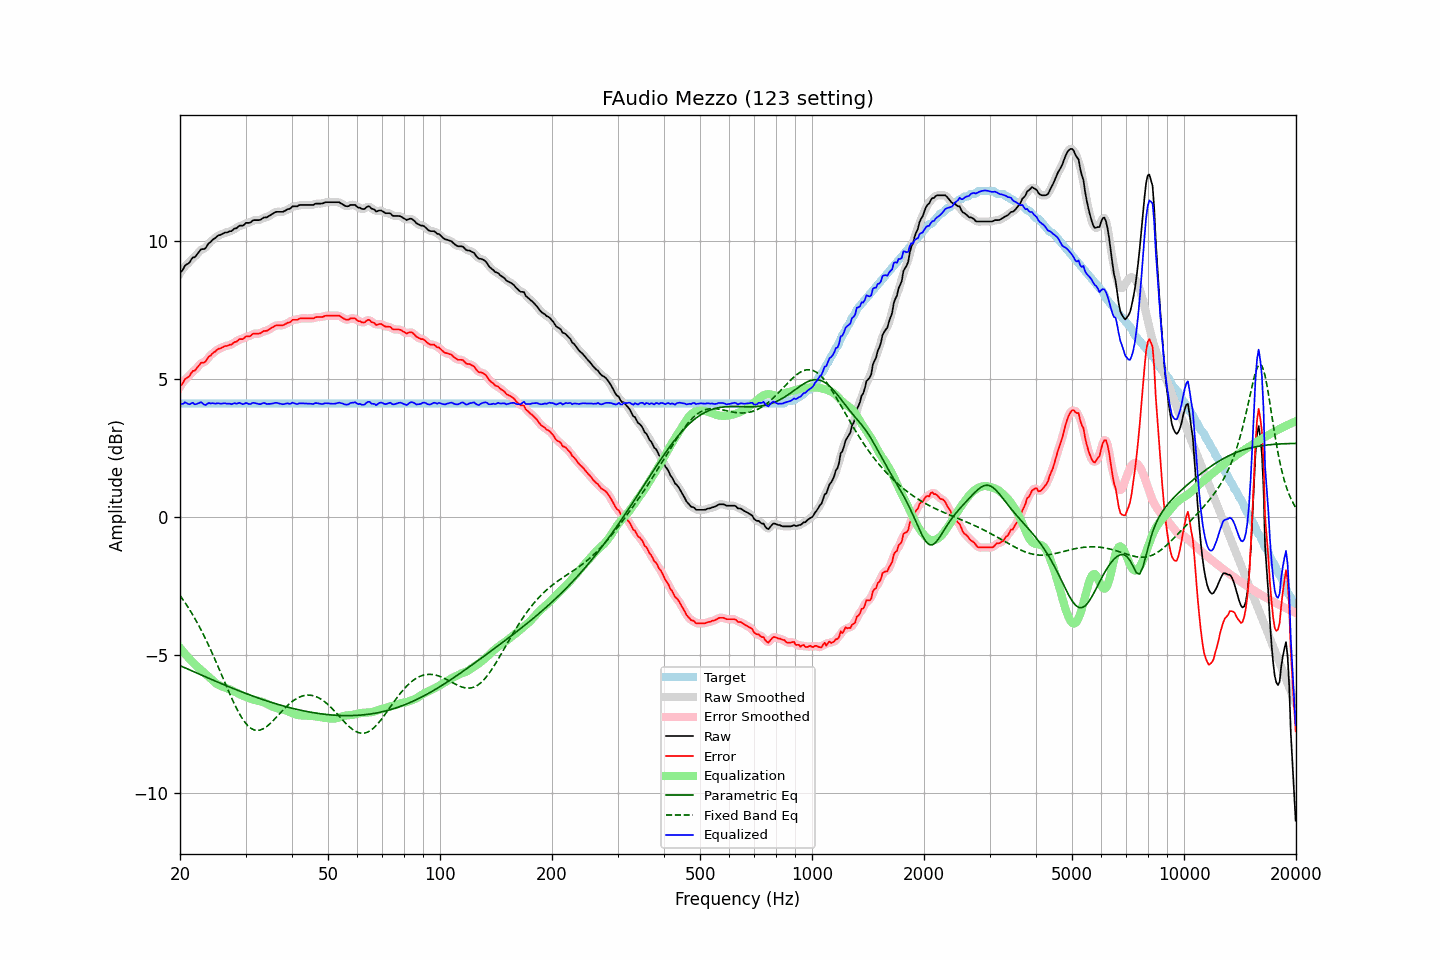 FAudio Mezzo (123 setting)
Amplitude (dBr)
10
5
0
−5
−10
Target
Raw Smoothed
Error Smoothed
Raw
Error
Equalization
Parametric Eq
Fixed Band Eq
Equalized
20 50 100 200 500 1000 2000 5000 10000 20000
Frequency (Hz)